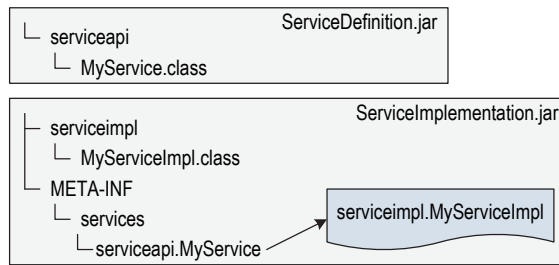 ServiceDefinition.jar
serviceapi
MyService.class
ServiceImplementation.jar
serviceimpl
MyServiceImpl.class
META-INF
services
serviceapi.MyService
serviceimpl.MyServiceImpl